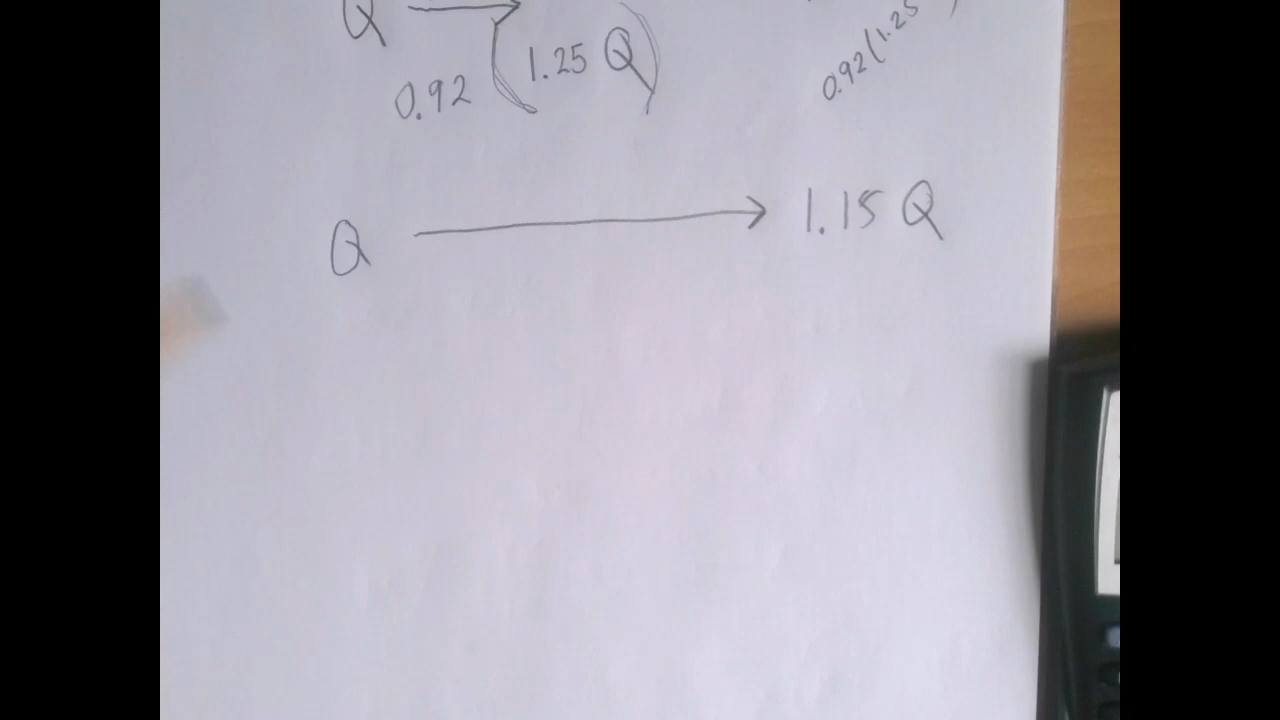 Q →
0.92 (1.25 Q)
0.92(1.25
Q → 1.15 Q